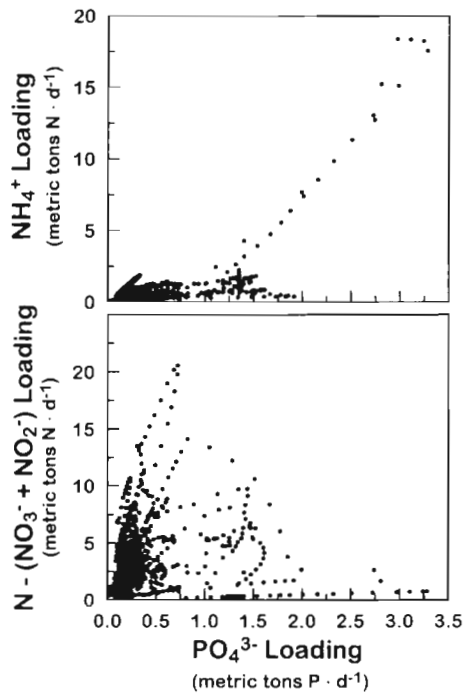 NH₄⁺ Loading
(metric tons N · d⁻¹)
20
15
10
5
0
N - (NO₃⁻ + NO₂⁻) Loading
(metric tons N · d⁻¹)
20
15
10
5
0
0.0 0.5 1.0 1.5 2.0 2.5 3.0 3.5
PO₄³⁻ Loading
(metric tons P · d⁻¹)